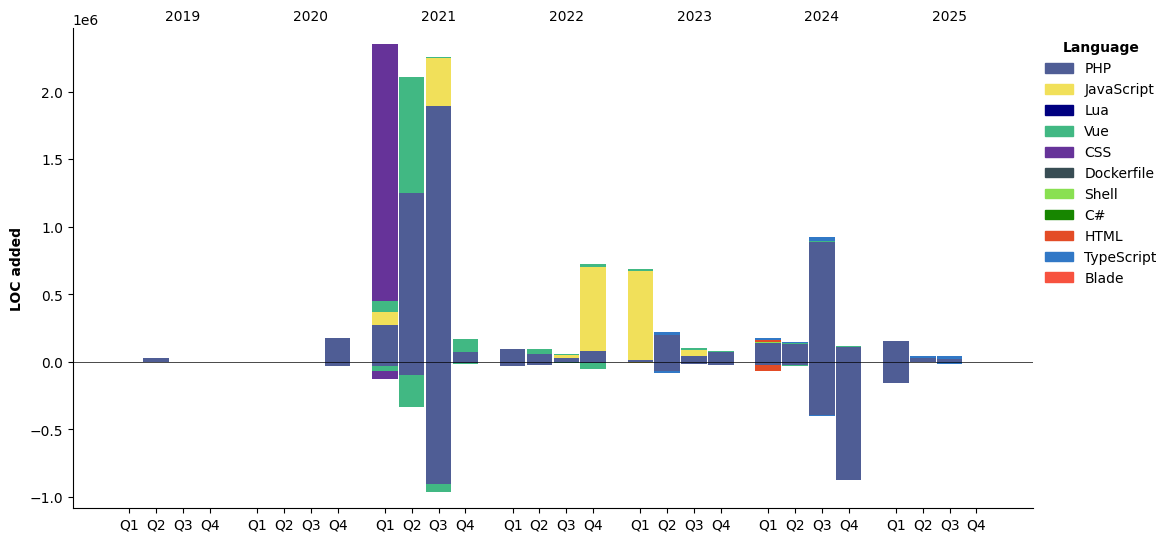 1e6
2019 2020 2021 2022 2023 2024 2025
LOC added
2.0
1.5
1.0
0.5
0.0
−0.5
−1.0
Q1 Q2 Q3 Q4 Q1 Q2 Q3 Q4 Q1 Q2 Q3 Q4 Q1 Q2 Q3 Q4 Q1 Q2 Q3 Q4 Q1 Q2 Q3 Q4 Q1 Q2 Q3 Q4
Language
PHP
JavaScript
Lua
Vue
CSS
Dockerfile
Shell
C#
HTML
TypeScript
Blade